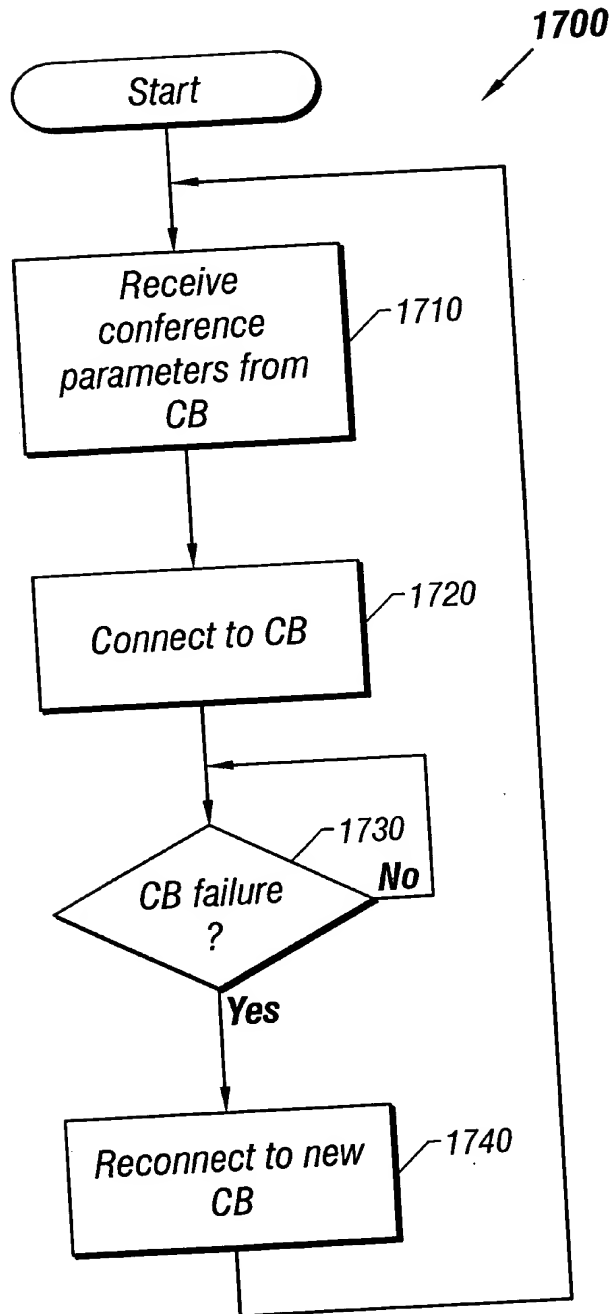 1700
Start
Receive
conference
parameters from
CB
1710
Connect to CB
1720
1730
CB failure
?
No
Yes
Reconnect to new
CB
1740